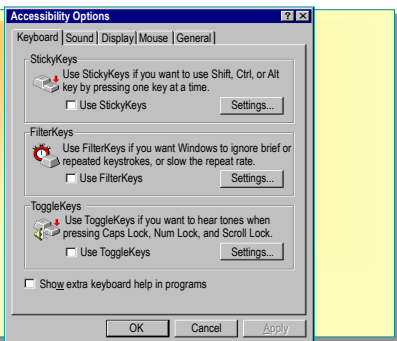 Accessibility Options
Keyboard Sound Display Mouse General
StickyKeys
Use StickyKeys if you want to use Shift, Ctrl, or Alt
key by pressing one key at a time.
Use StickyKeys Settings...
FilterKeys
Use FilterKeys if you want Windows to ignore brief or
repeated keystrokes, or slow the repeat rate.
Use FilterKeys Settings...
ToggleKeys
Use ToggleKeys if you want to hear tones when
pressing Caps Lock, Num Lock, and Scroll Lock.
Use ToggleKeys Settings...
Show extra keyboard help in programs
OK Cancel Apply